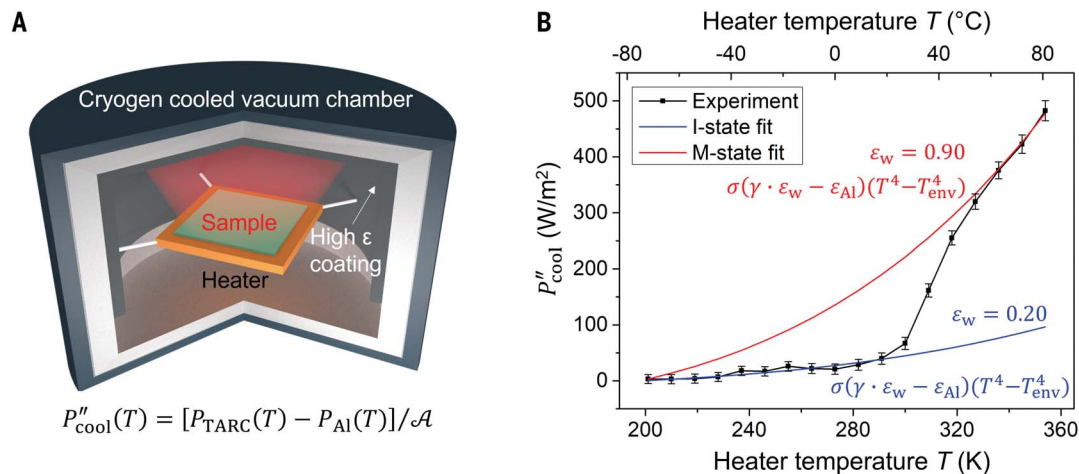 A
Cryogen cooled vacuum chamber
Sample
High ε
coating
Heater
P″cool(T) = [PTARC(T) − PAl(T)]/𝒜
B
Heater temperature T (°C)
-80 -40 0 40 80
500
400
300
200
100
0
P″cool (W/m²)
Experiment
I-state fit
M-state fit
εw = 0.90
σ(γ · εw − εAl)(T⁴−T⁴env)
εw = 0.20
σ(γ · εw − εAl)(T⁴−T⁴env)
200 240 280 320 360
Heater temperature T (K)